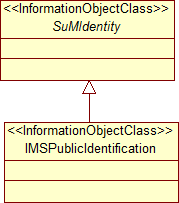 <<InformationObjectClass>>
SuMIdentity
<<InformationObjectClass>>
IMSPublicIdentification